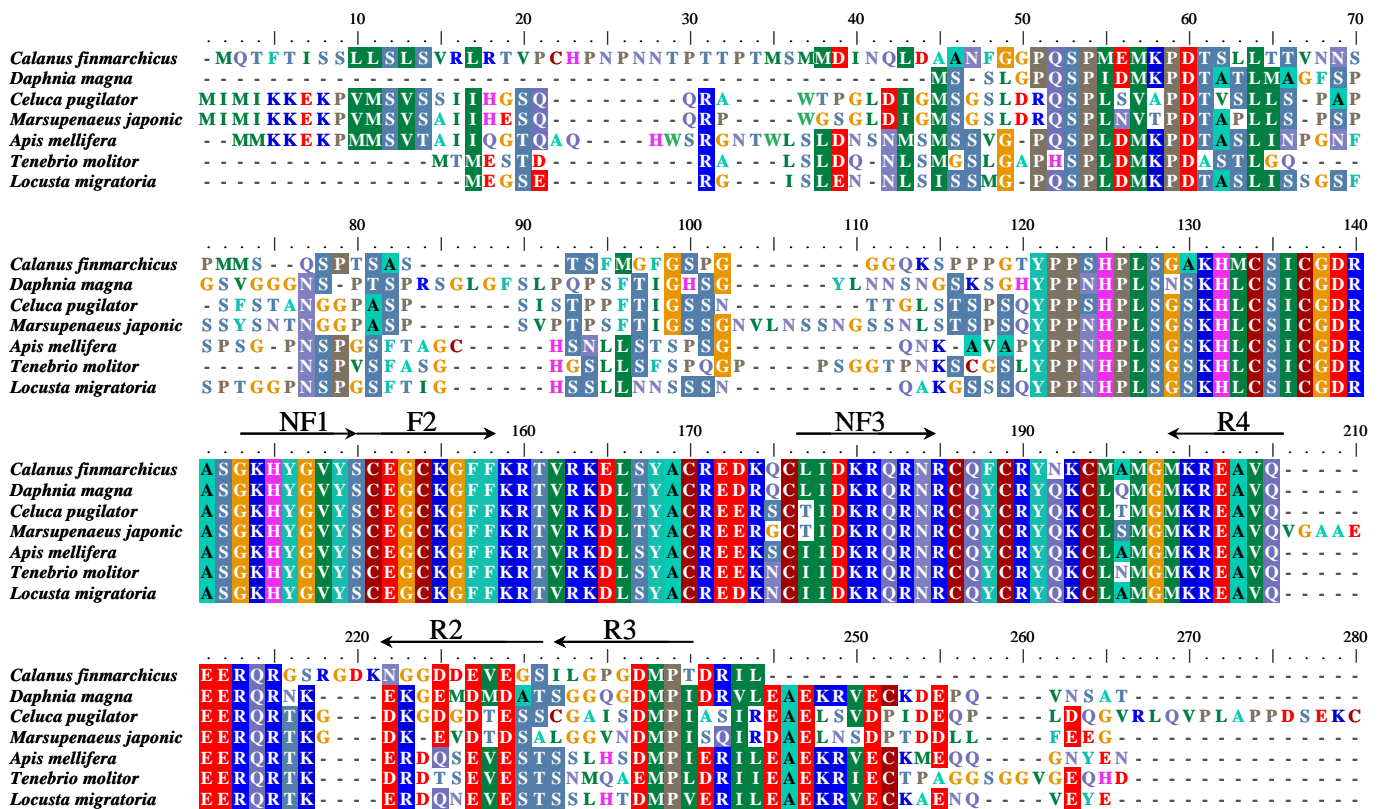 10 20 30 40 50 60 70
Calanus finmarchicus -MQTFTISSLLSLSVRLRTVPCHPNPNNTPTTPTMSMMDINQLDAANFGGPQSPMEMKPDTSLLTTVNNS
Daphnia magna --------------------------------------------MS-SLGPQSPIDMKPDTATLMAGFSP
Celuca pugilator MIMIKKEKPVMSVSSIIHGSQ--------QRA----WTPGLDIGMSGSLDRQSPLSVAPDTVSLLS-PAP
Marsupenaeus japonic MIMIKKEKPVMSVSAIIHESQ--------QRP----WGSGLDIGMSGSLDRQSPLNVTPDTAPLLS-PSP
Apis mellifera --MMKKEKPMMSVTAIIQGTQAQ----HWSRGNTWLSLDNSNMSMSSVG-PQSPLDMKPDTASLINPGNF
Tenebrio molitor --------------MTMESTD---------RA---LSLDQ-NLSMGSLGAPHSPLDMKPDASTLGQ----
Locusta migratoria ----------------MEGSE---------RG---ISLEN-NLSISSMG-PQSPLDMKPDTASLISSGSF
80 90 100 110 120 130 140
Calanus finmarchicus PMMS--QSPTSAS---------TSFMGFGSPG--------GGQKSPPPGTYPPSHPLSGAKHMCSICGDR
Daphnia magna GSVGGGNS-PTSPRSGLGFSLPQPSFTIGHSG------YLNNSNGSKSGHYPPNHPLSNSKHLCSICGDR
Celuca pugilator -SFSTANGGPASP------SISTPPFTIGSSN--------TTGLSTSPSQYPPNHPLSGSKHLCSICGDR
Marsupenaeus japonic SSYSNTNGGPASP------SVPTPSFTIGSSGNVLNSSNGSSNLSTSPSQYPPNHPLSGSKHLCSICGDR
Apis mellifera SPSG-PNSPGSFTAGC-----HSNLLSTSPSG----------QNK-AVAPYPPNHPLSGSKHLCSICGDR
Tenebrio molitor ------NSPVSFASG------HGSLLSFSPQGP----PSGGTPNKSCGSLYPPNHPLSGSKHLCSICGDR
Locusta migratoria SPTGGPNSPGSFTIG------HSSLLNNSSSN----------QAKGSSSQYPPNHPLSGSKHLCSICGDR
NF1 F2 160 170 NF3 190 R4 210
Calanus finmarchicus ASGKHYGVYSCEGCKGFFKRTVRKELSYACREDKQCLIDKRQRNRCQFCRYNKCMAMGMKREAVQ-----
Daphnia magna ASGKHYGVYSCEGCKGFFKRTVRKDLTYACREDRQCLIDKRQRNRCQYCRYQKCLQMGMKREAVQ-----
Celuca pugilator ASGKHYGVYSCEGCKGFFKRTVRKDLTYACREERSCTIDKRQRNRCQYCRYQKCLTMGMKREAVQ-----
Marsupenaeus japonic ASGKHYGVYSCEGCKGFFKRTVRKDLTYACREERGCTIDKRQRNRCQYCRYQKCLSMGMKREAVQVGAAE
Apis mellifera ASGKHYGVYSCEGCKGFFKRTVRKDLSYACREEKSCIIDKRQRNRCQYCRYQKCLAMGMKREAVQ-----
Tenebrio molitor ASGKHYGVYSCEGCKGFFKRTVRKDLSYACREEKNCIIDKRQRNRCQYCRYQKCLNMGMKREAVQ-----
Locusta migratoria ASGKHYGVYSCEGCKGFFKRTVRKDLSYACREDKNCIIDKRQRNRCQYCRYQKCLAMGMKREAVQ-----
220 R2 R3 250 260 270 280
Calanus finmarchicus EERQRGSRGDKNGGDDEVEGSILGPGDMPTDRIL------------------------------------
Daphnia magna EERQRNK----EKGEMDMDATSGGQGDMPIDRVLEAEKRVECKDEPQ----VNSAT--------------
Celuca pugilator EERQRTKG---DKGDGDTESSCGAISDMPIASIREAELSVDPIDEQP----LDQGVRLQVPLAPPDSEKC
Marsupenaeus japonic EERQRTKG---DK-EVDTDSALGGVNDMPISQIRDAELNSDPTDDLL----FEEG---------------
Apis mellifera EERQRTK----ERDQSEVESTSSLHSDMPIERILEAEKRVECKMEQQ----GNYEN--------------
Tenebrio molitor EERQRTK----DRDTSEVESTSNMQAEMPLDRIIEAEKRIECTPAGGSGGVGEQHD--------------
Locusta migratoria EERQRTK----ERDQNEVESTSSLHTDMPVERILEAEKRVECKAENQ----VEYE---------------